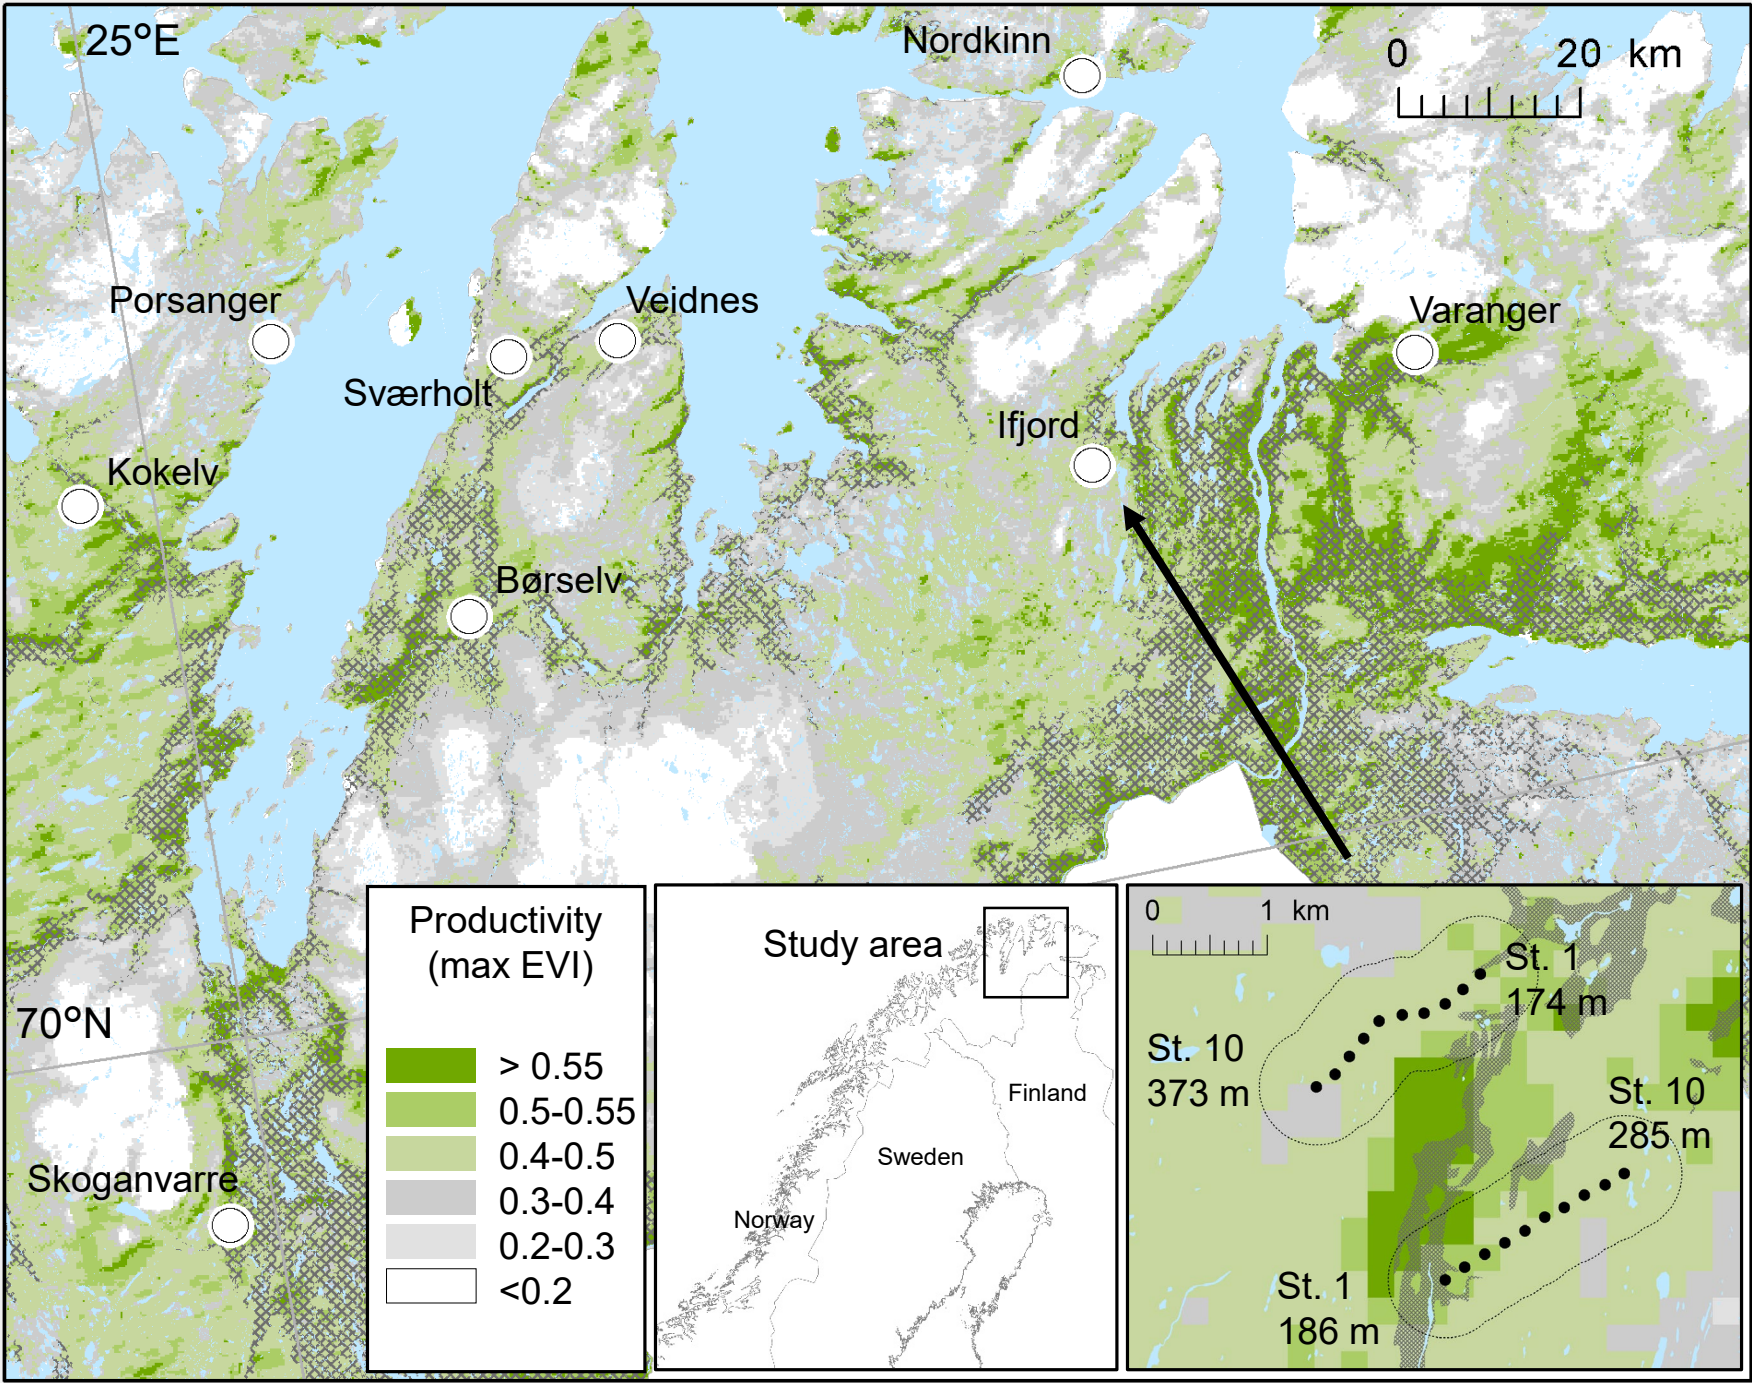 25°E
Nordkinn
0 20 km
Porsanger
Veidnes
Varanger
Sværholt
Ifjord
Kokelv
Børselv
70°N
Skoganvarre
Productivity
(max EVI)
> 0.55
0.5-0.55
0.4-0.5
0.3-0.4
0.2-0.3
<0.2
Study area
Finland
Sweden
Norway
0 1 km
St. 1
174 m
St. 10
373 m
St. 10
285 m
St. 1
186 m